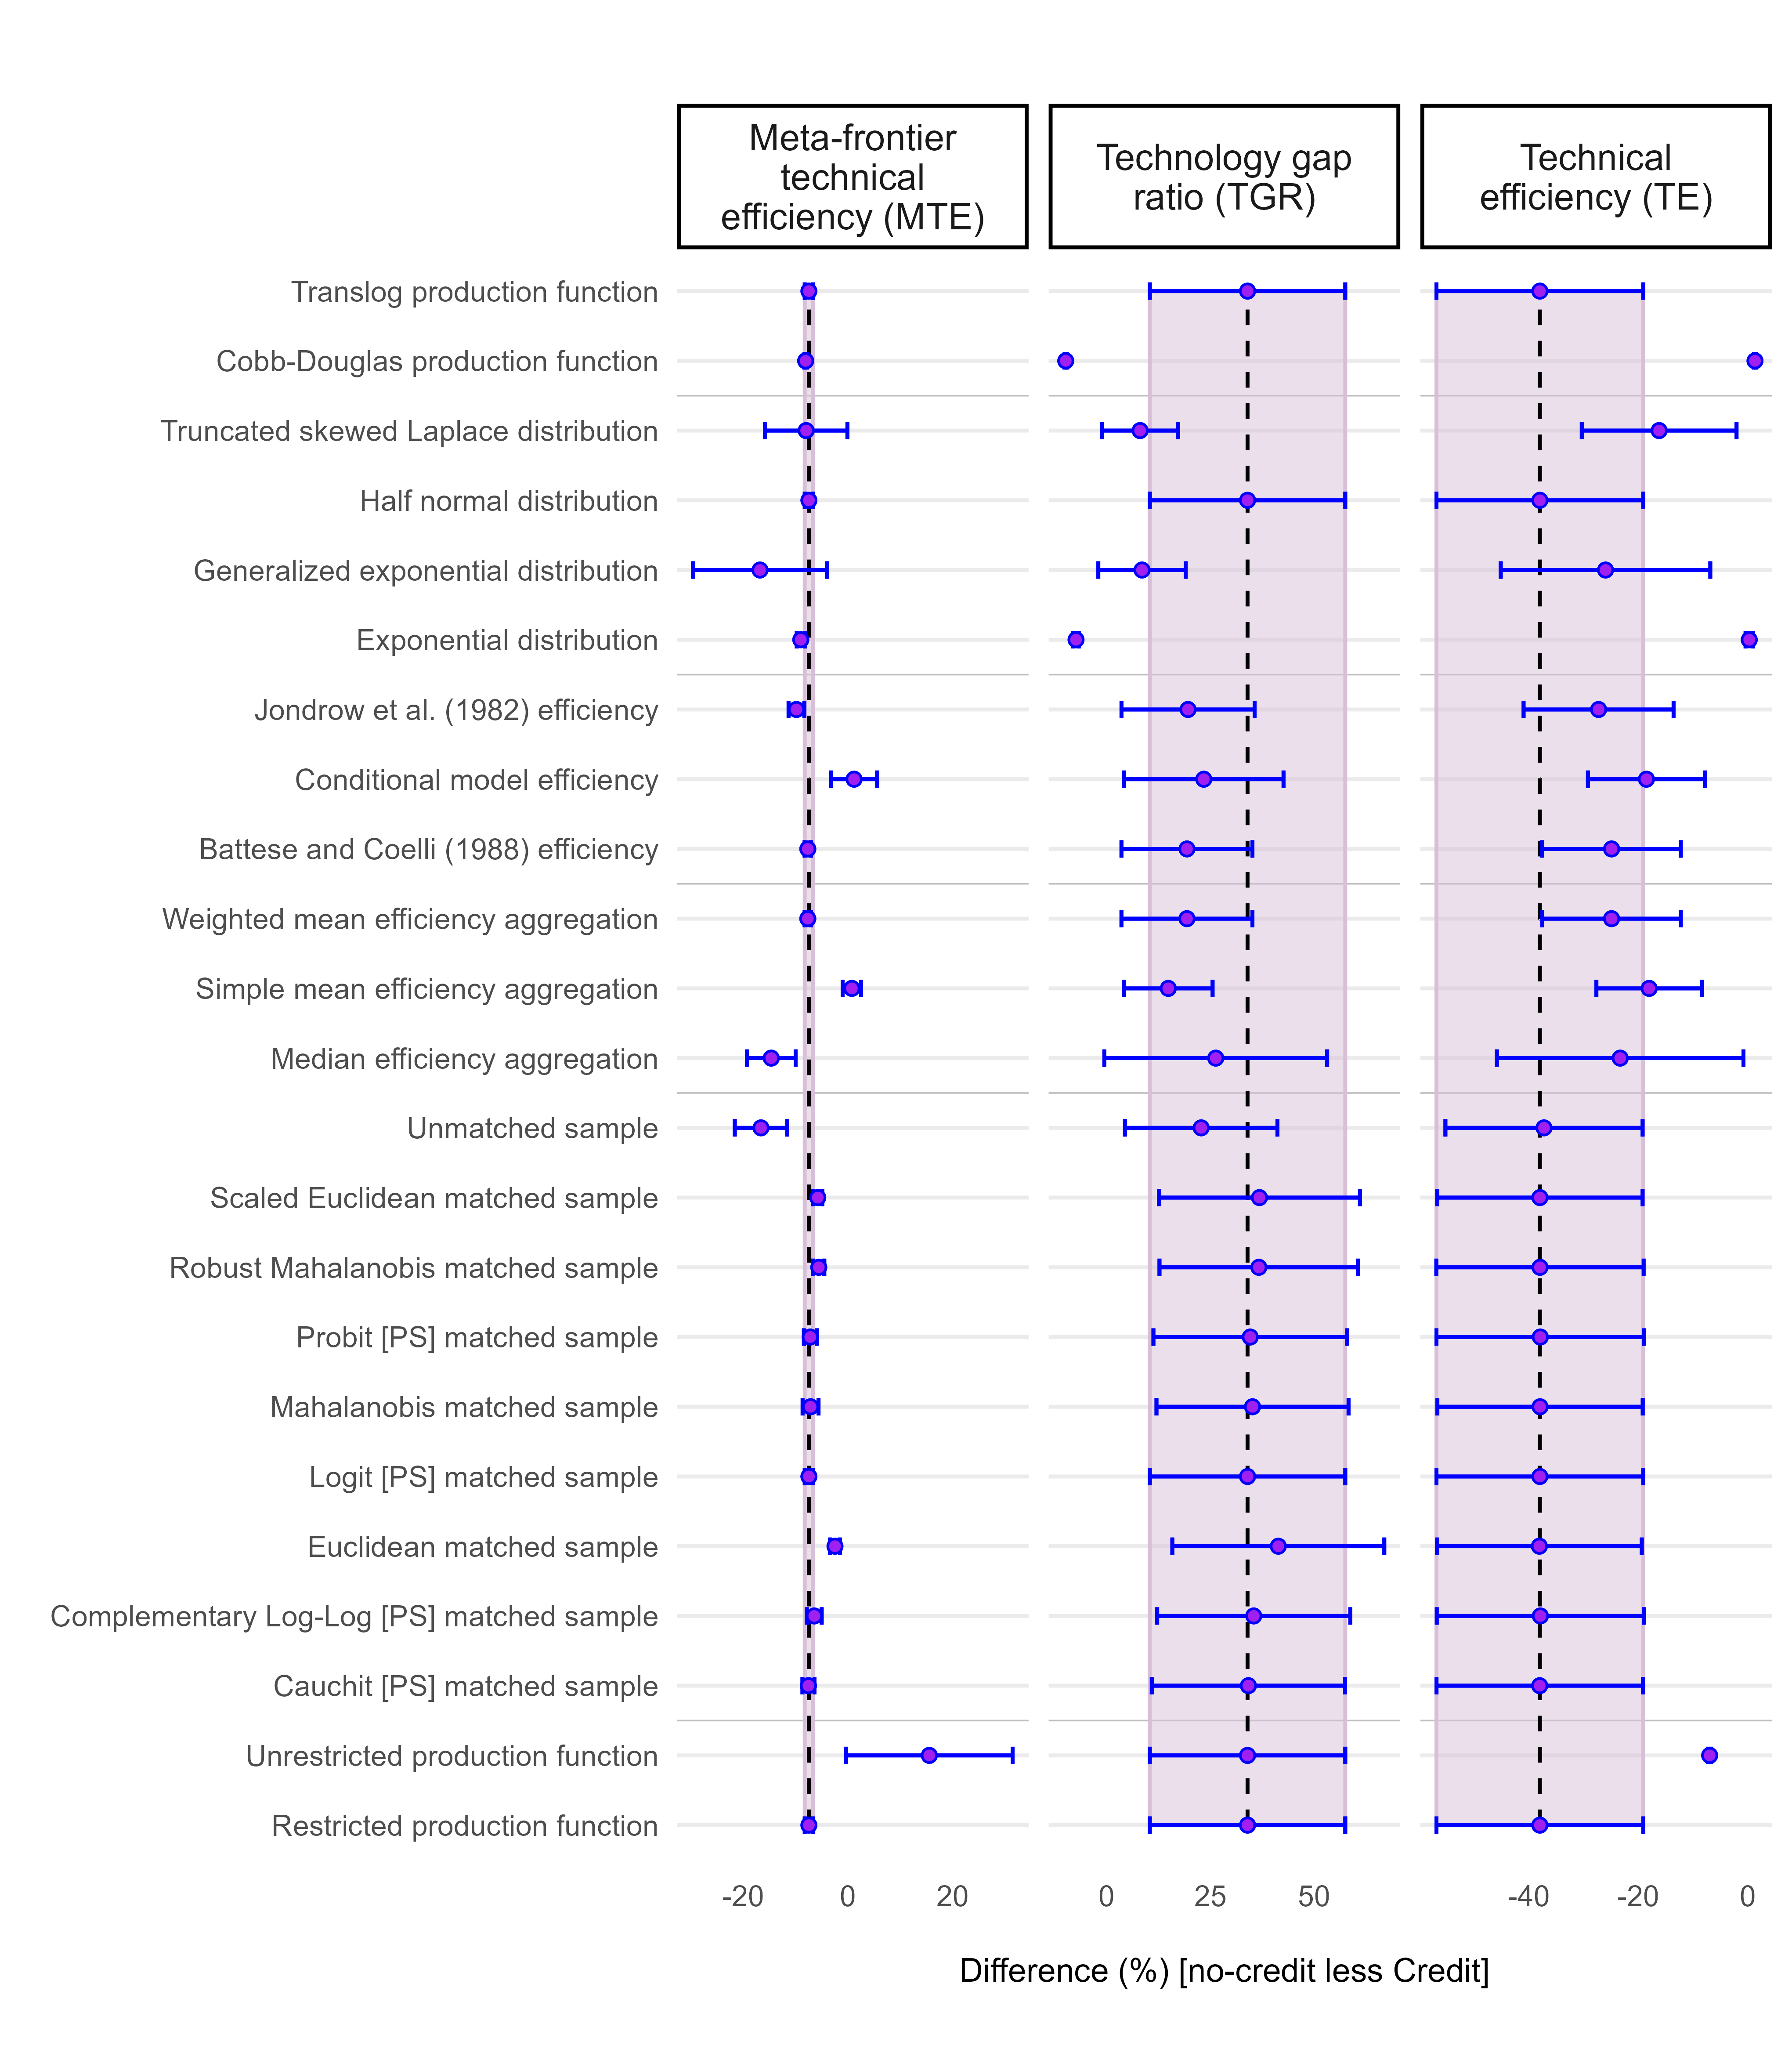 Meta-frontier
technical
efficiency (MTE)
Technology gap
ratio (TGR)
Technical
efficiency (TE)
Translog production function
Cobb-Douglas production function
Truncated skewed Laplace distribution
Half normal distribution
Generalized exponential distribution
Exponential distribution
Jondrow et al. (1982) efficiency
Conditional model efficiency
Battese and Coelli (1988) efficiency
Weighted mean efficiency aggregation
Simple mean efficiency aggregation
Median efficiency aggregation
Unmatched sample
Scaled Euclidean matched sample
Robust Mahalanobis matched sample
Probit [PS] matched sample
Mahalanobis matched sample
Logit [PS] matched sample
Euclidean matched sample
Complementary Log-Log [PS] matched sample
Cauchit [PS] matched sample
Unrestricted production function
Restricted production function
-20 0 20 0 25 50 -40 -20 0
Difference (%) [no-credit less Credit]